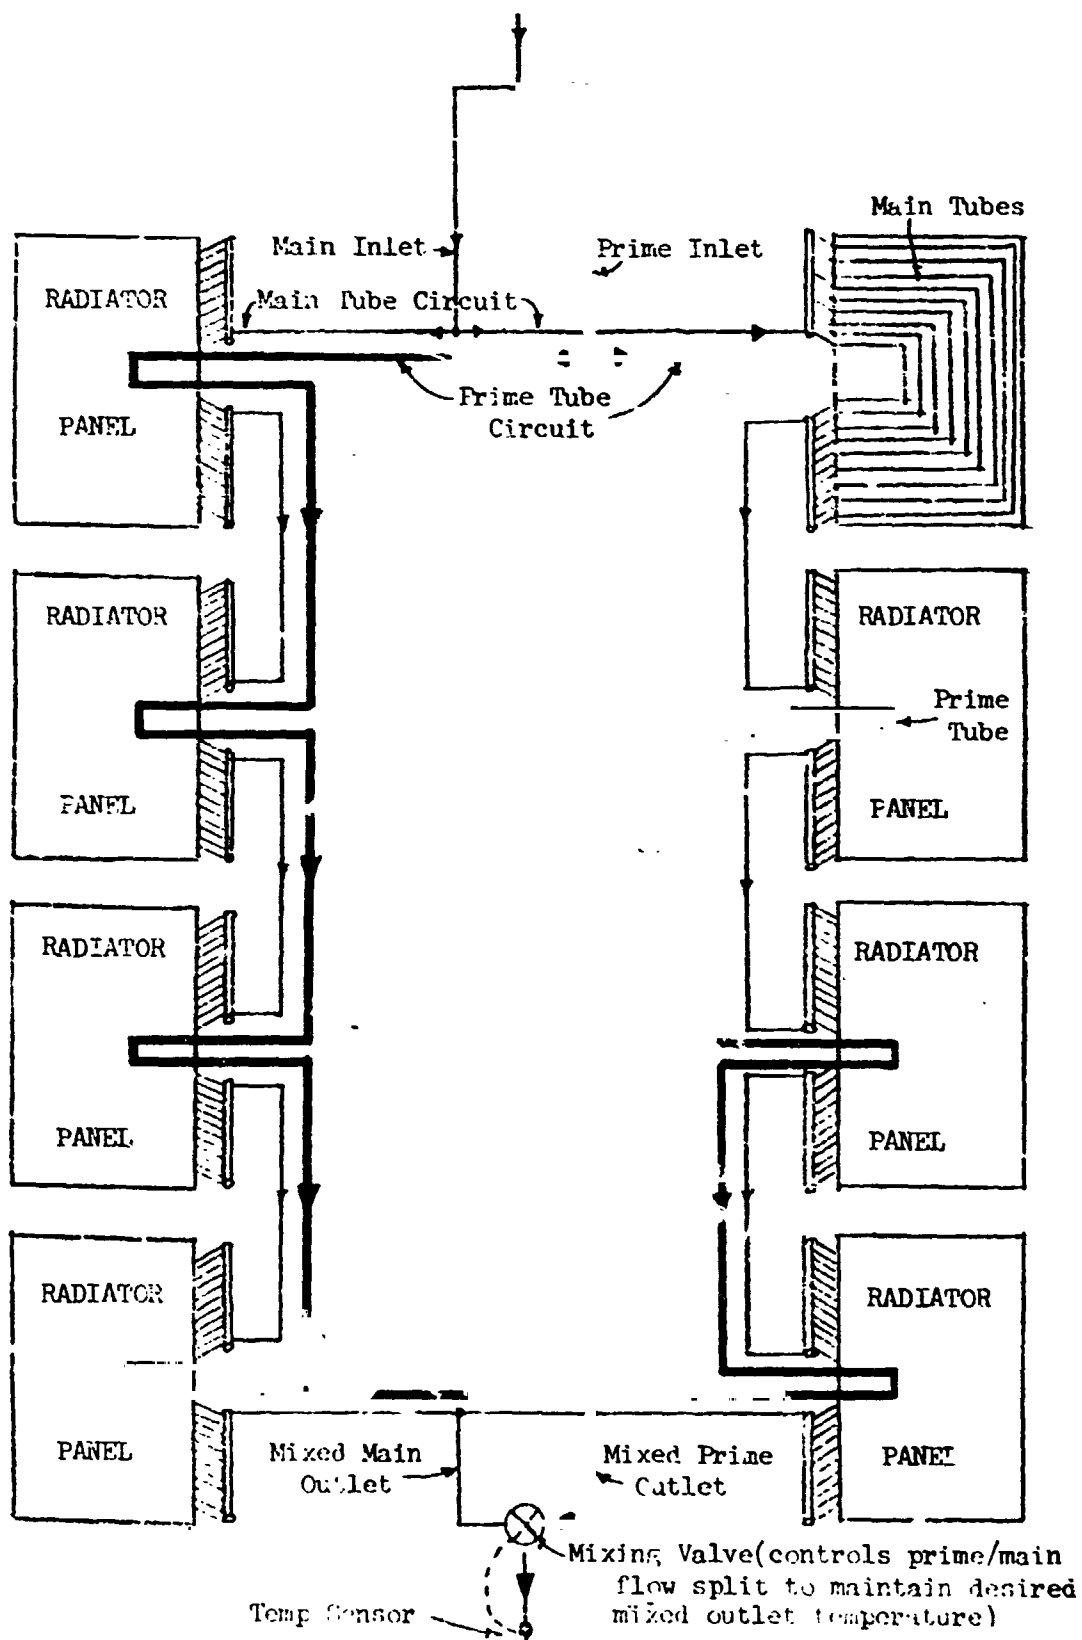 Main Tubes
Main Inlet
Prime Inlet
RADIATOR
Main Tube Circuit
Prime Tube
Circuit
PANEL
RADIATOR
RADIATOR
Prime
Tube
PANEL
PANEL
RADIATOR
RADIATOR
PANEL
PANEL
RADIATOR
RADIATOR
PANEL
PANEL
Mixed Main
Outlet
Mixed Prime
Outlet
Mixing Valve(controls prime/main
flow split to maintain desired
mixed outlet temperature)
Temp Sensor